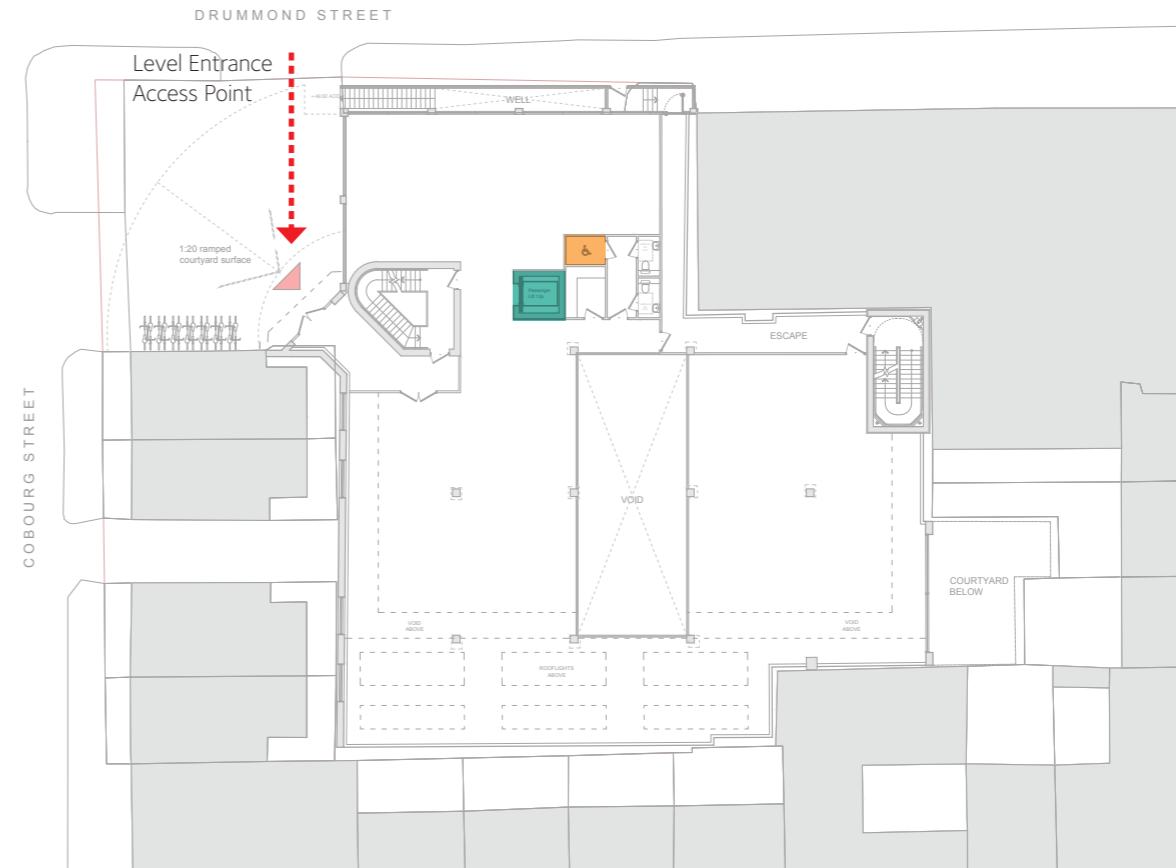 DRUMMOND STREET
Level Entrance
Access Point
WELL
1:20 ramped
courtyard surface
Passenger
ESCAPE
COBOURG STREET
VOID
COURTYARD
BELOW
VOID
ABOVE
VOID
ABOVE
ROOFLIGHTS
ABOVE